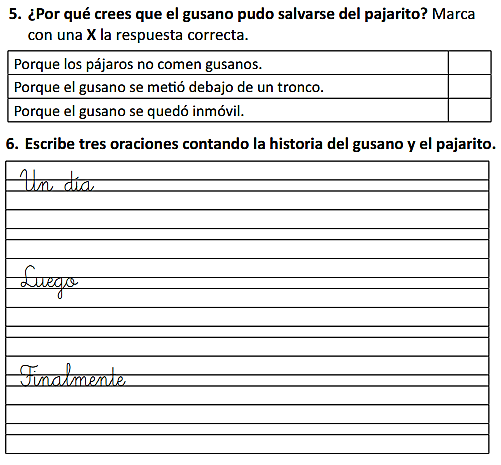 5. ¿Por qué crees que el gusano pudo salvarse del pajarito? Marca
con una X la respuesta correcta.
Porque los pájaros no comen gusanos.
Porque el gusano se metió debajo de un tronco.
Porque el gusano se quedó inmóvil.
6. Escribe tres oraciones contando la historia del gusano y el pajarito.
Un día
Luego
Finalmente